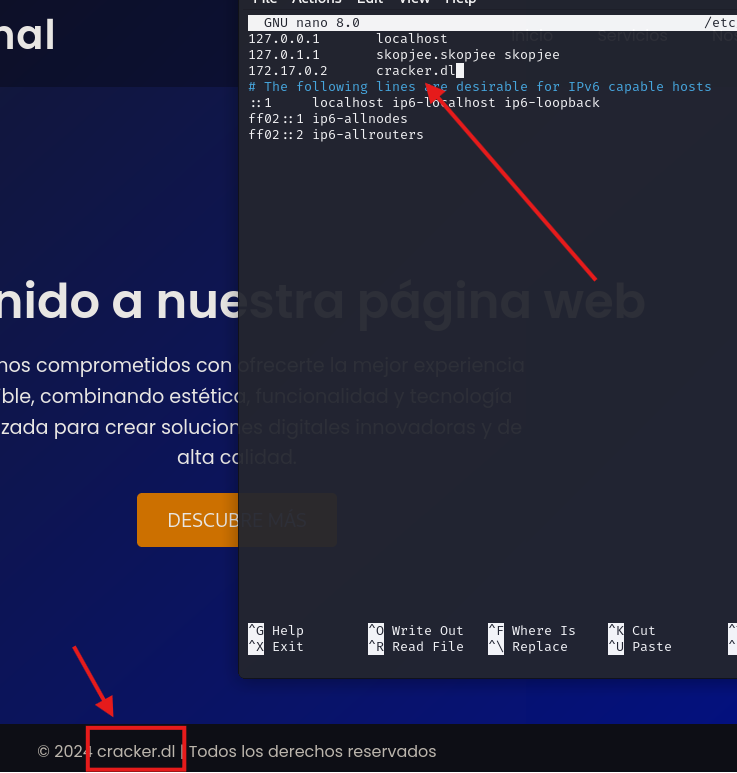 nal
Actions Edit View Help
GNU nano 8.0 /etc
Inicio Servicios
127.0.0.1 localhost
127.0.1.1 skopjee.skopjee skopjee
172.17.0.2 cracker.dl
# The following lines are desirable for IPv6 capable hosts
::1 localhost ip6-localhost ip6-loopback
ff02::1 ip6-allnodes
ff02::2 ip6-allrouters
nido a nuestra página web
mos comprometidos con ofrecerte la mejor experiencia
ible, combinando estética, funcionalidad y tecnología
zada para crear soluciones digitales innovadoras y de
alta calidad.
DESCUBRE MÁS
^G Help ^O Write Out ^F Where Is ^K Cut
^X Exit ^R Read File ^\ Replace ^U Paste
© 2024 cracker.dl | Todos los derechos reservados